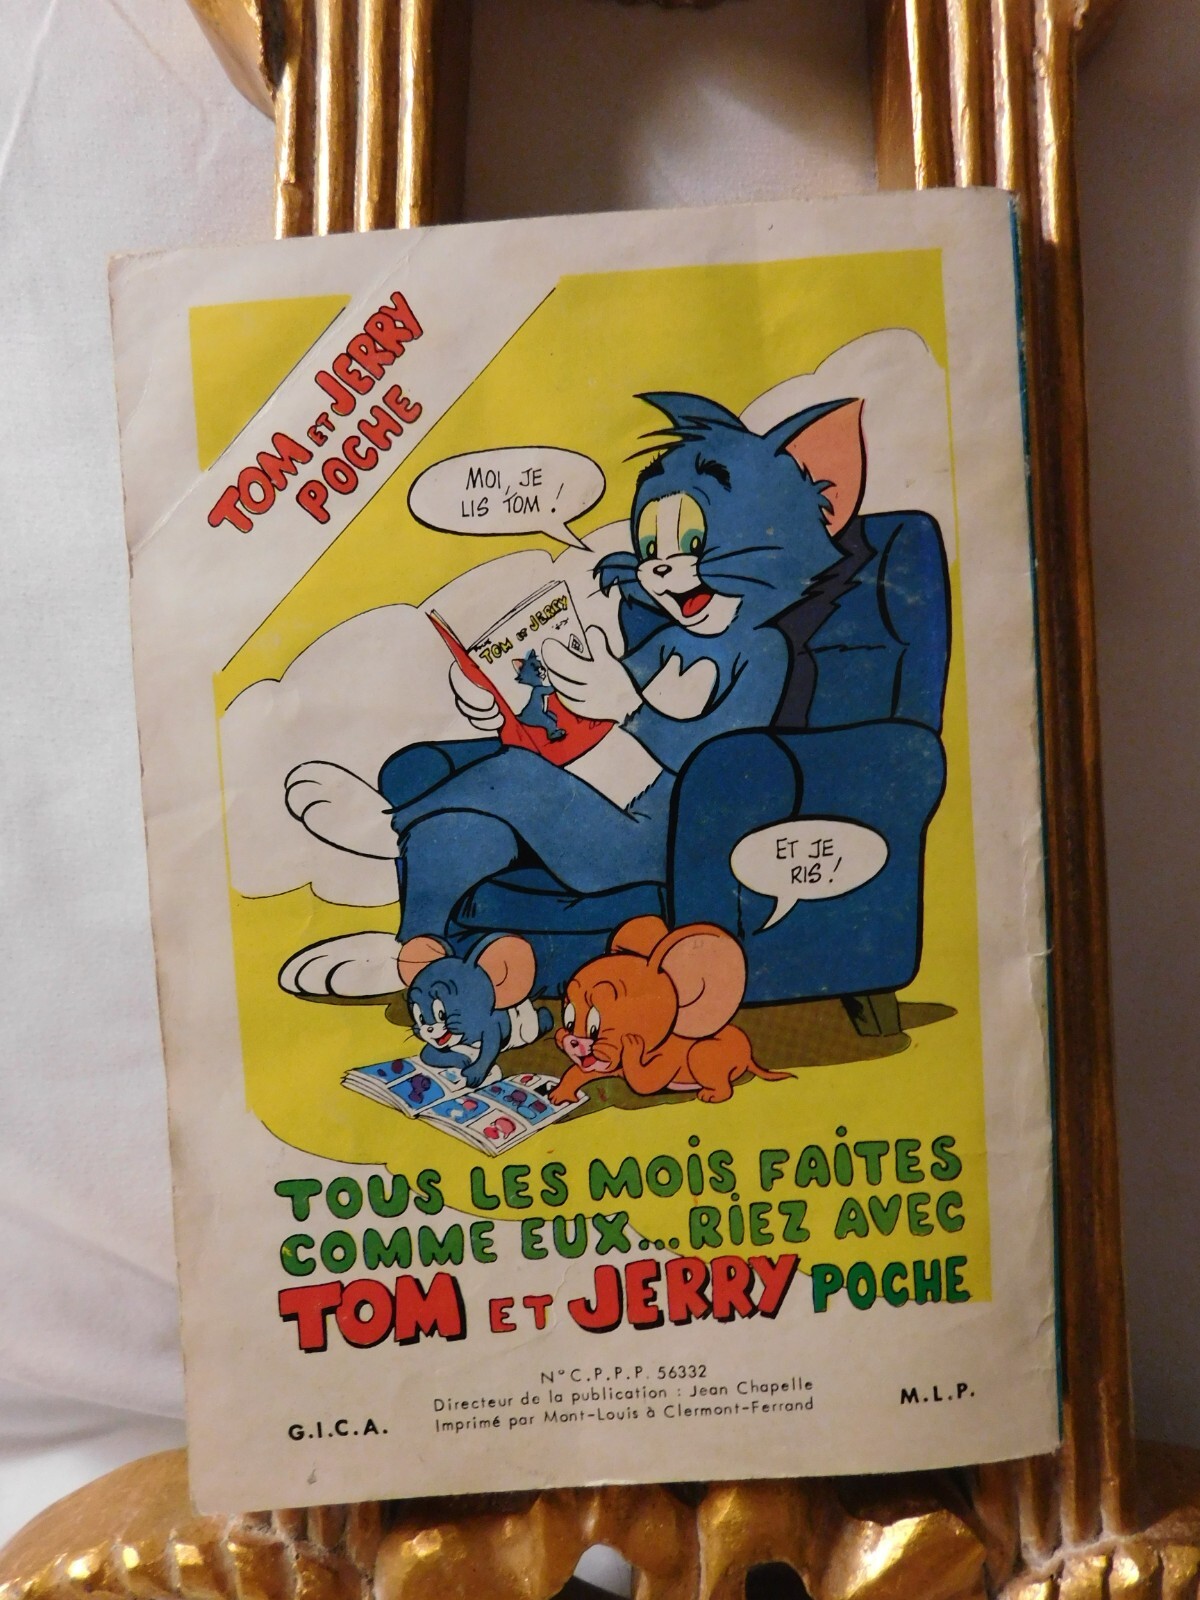 TOM ET JERRY
POCHE
MOI, JE
LIS TOM !
TOM ET JERRY
ET JE
RIS !
TOUS LES MOIS FAITES
COMME EUX... RIEZ AVEC
TOM ET JERRY POCHE
N° C.P.P.P. 56332
Directeur de la publication : Jean Chapelle
Imprimé par Mont-Louis à Clermont-Ferrand
G.I.C.A.
M.L.P.